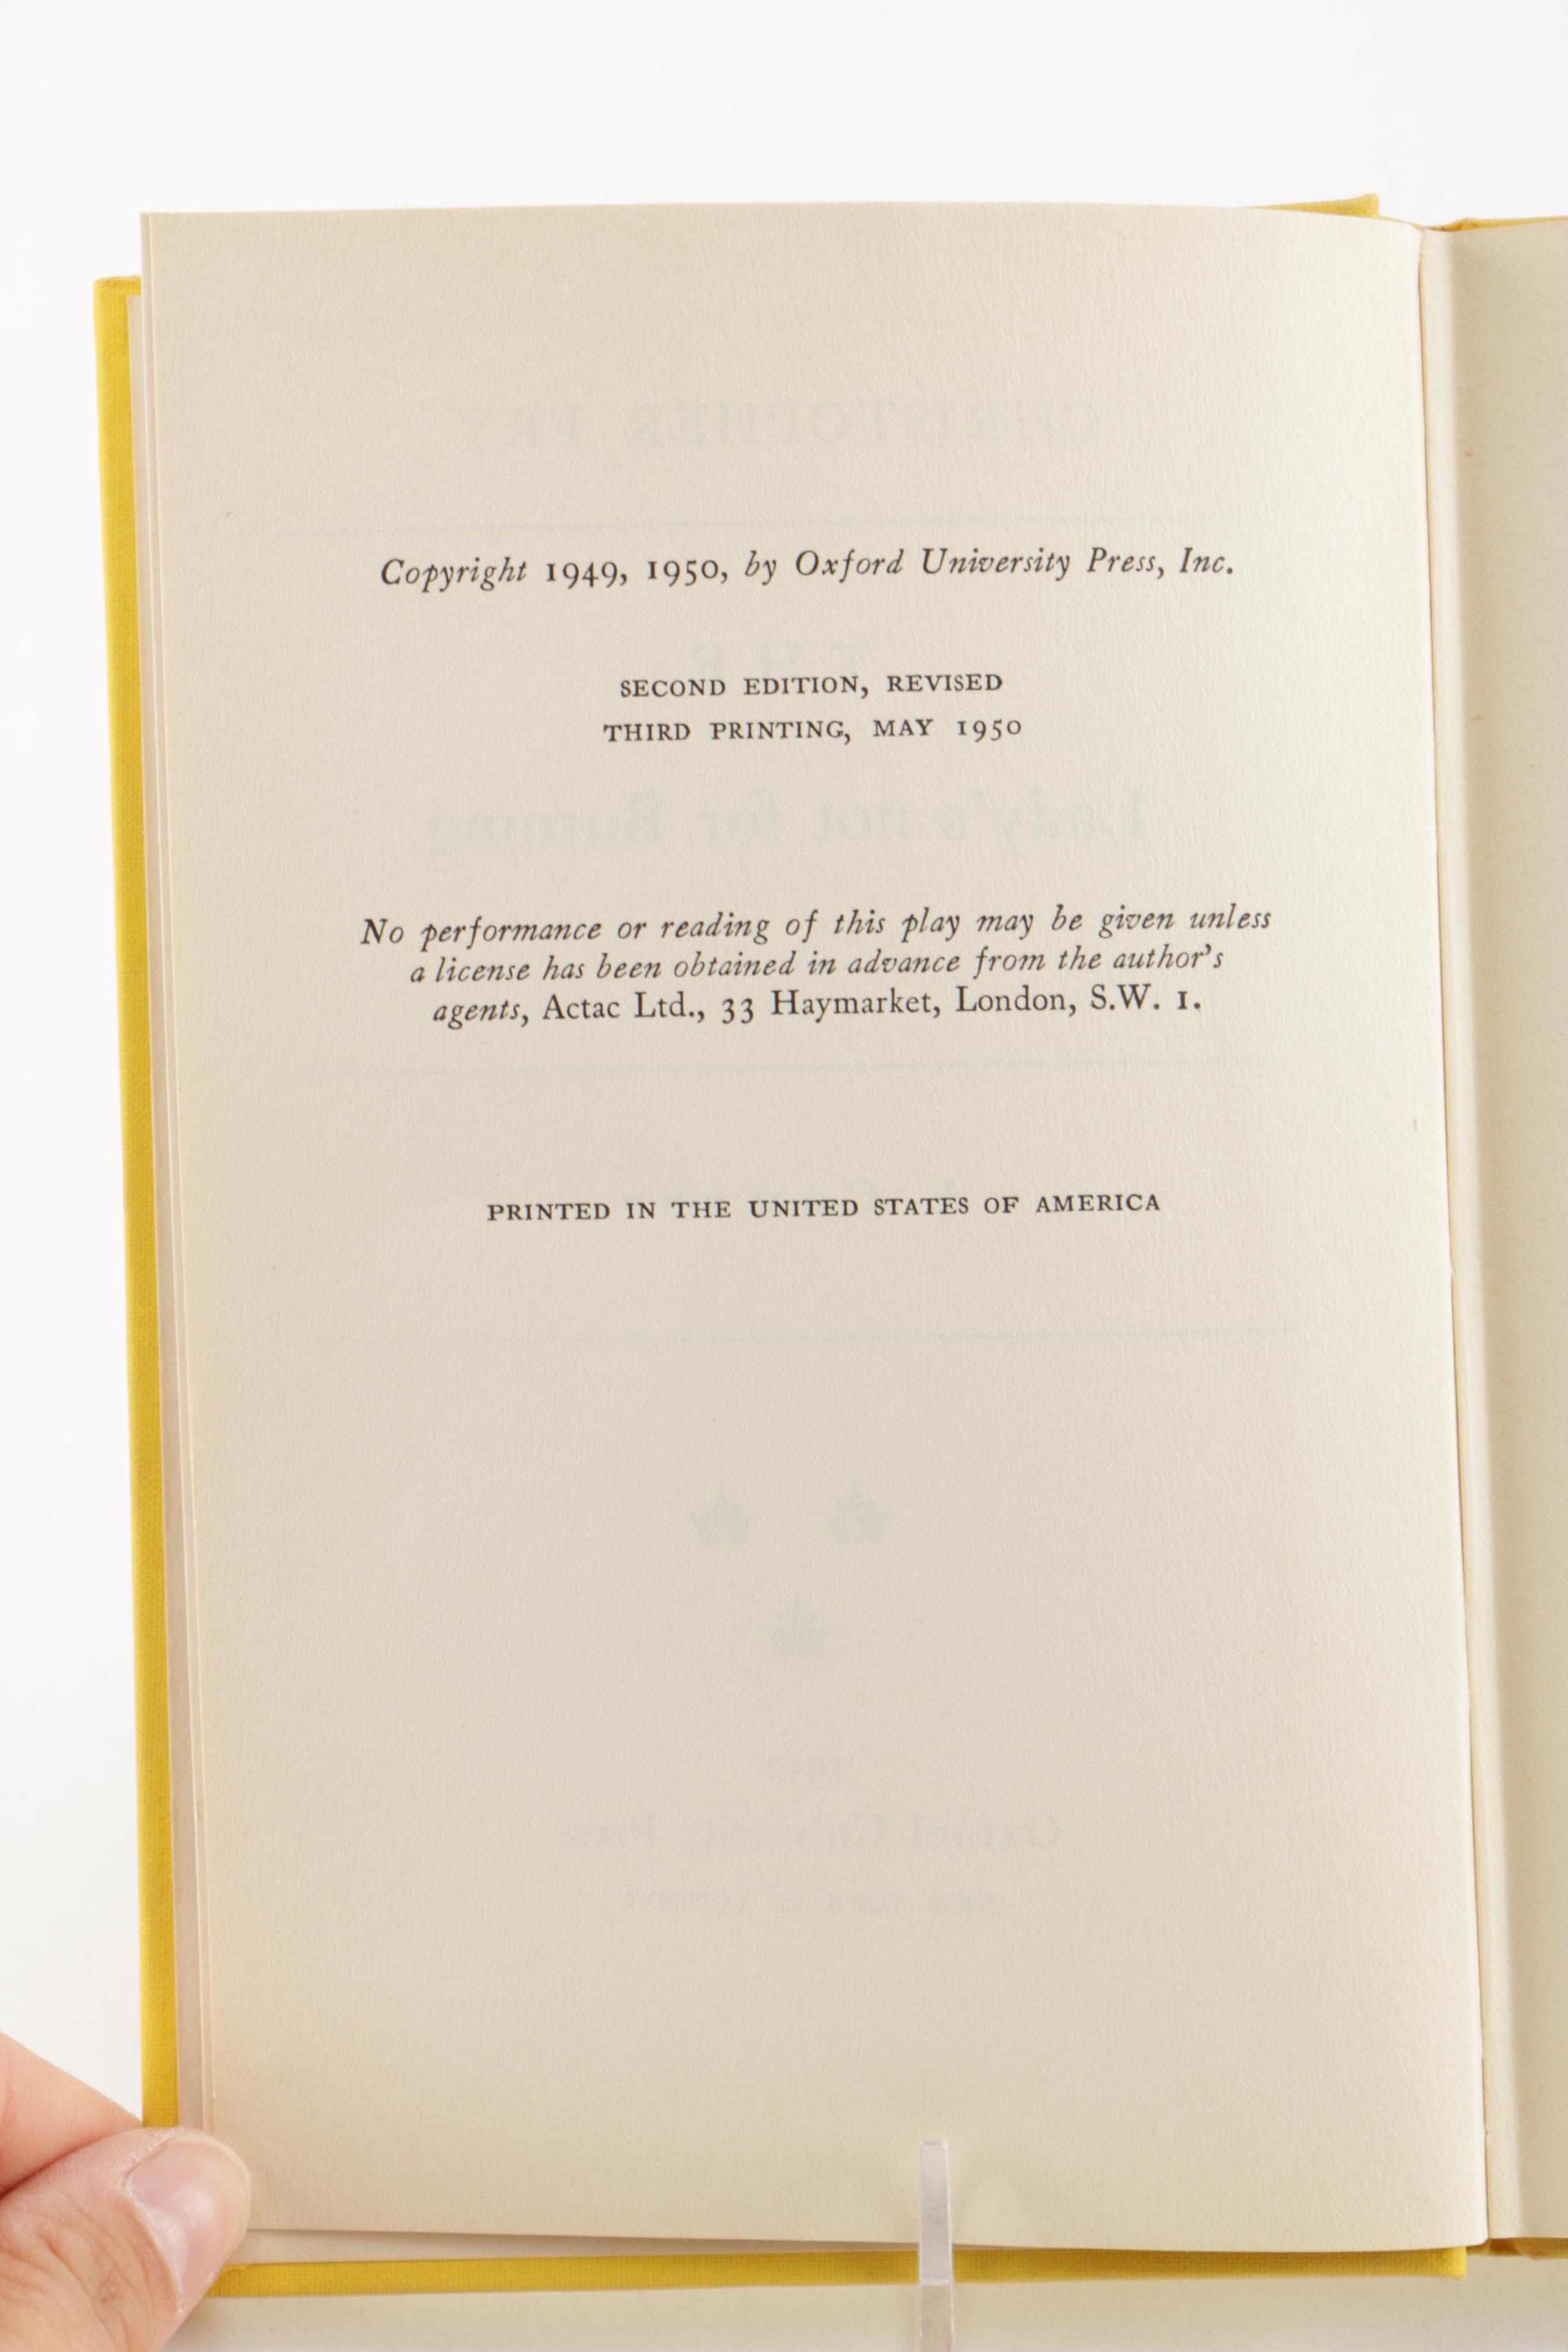 Copyright 1949, 1950, by Oxford University Press, Inc.
SECOND EDITION, REVISED
THIRD PRINTING, MAY 1950
No performance or reading of this play may be given unless
a license has been obtained in advance from the author's
agents, Actac Ltd., 33 Haymarket, London, S.W. 1.
PRINTED IN THE UNITED STATES OF AMERICA